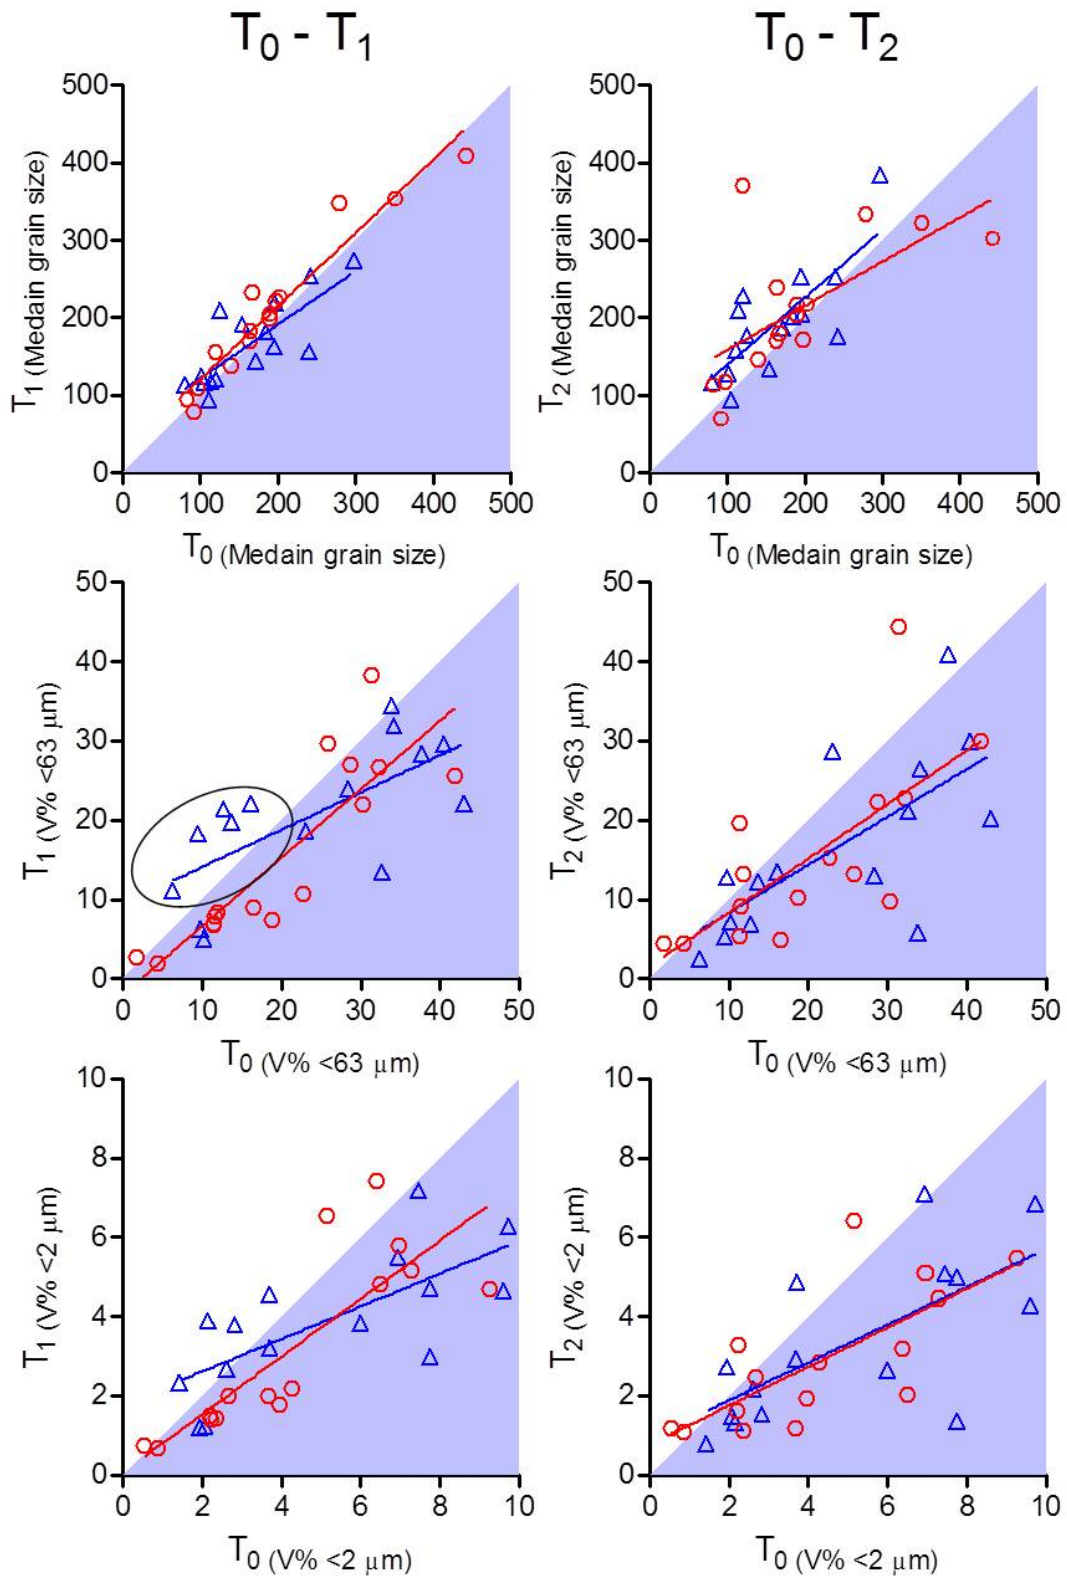 T0 - T1
T0 - T2
500
400
300
200
100
0
T1 (Medain grain size)
0 100 200 300 400 500
T0 (Medain grain size)
500
400
300
200
100
0
T2 (Medain grain size)
0 100 200 300 400 500
T0 (Medain grain size)
50
40
30
20
10
0
T1 (V% <63 µm)
0 10 20 30 40 50
T0 (V% <63 µm)
50
40
30
20
10
0
T2 (V% <63 µm)
0 10 20 30 40 50
T0 (V% <63 µm)
10
8
6
4
2
0
T1 (V% <2 µm)
0 2 4 6 8 10
T0 (V% <2 µm)
10
8
6
4
2
0
T2 (V% <2 µm)
0 2 4 6 8 10
T0 (V% <2 µm)